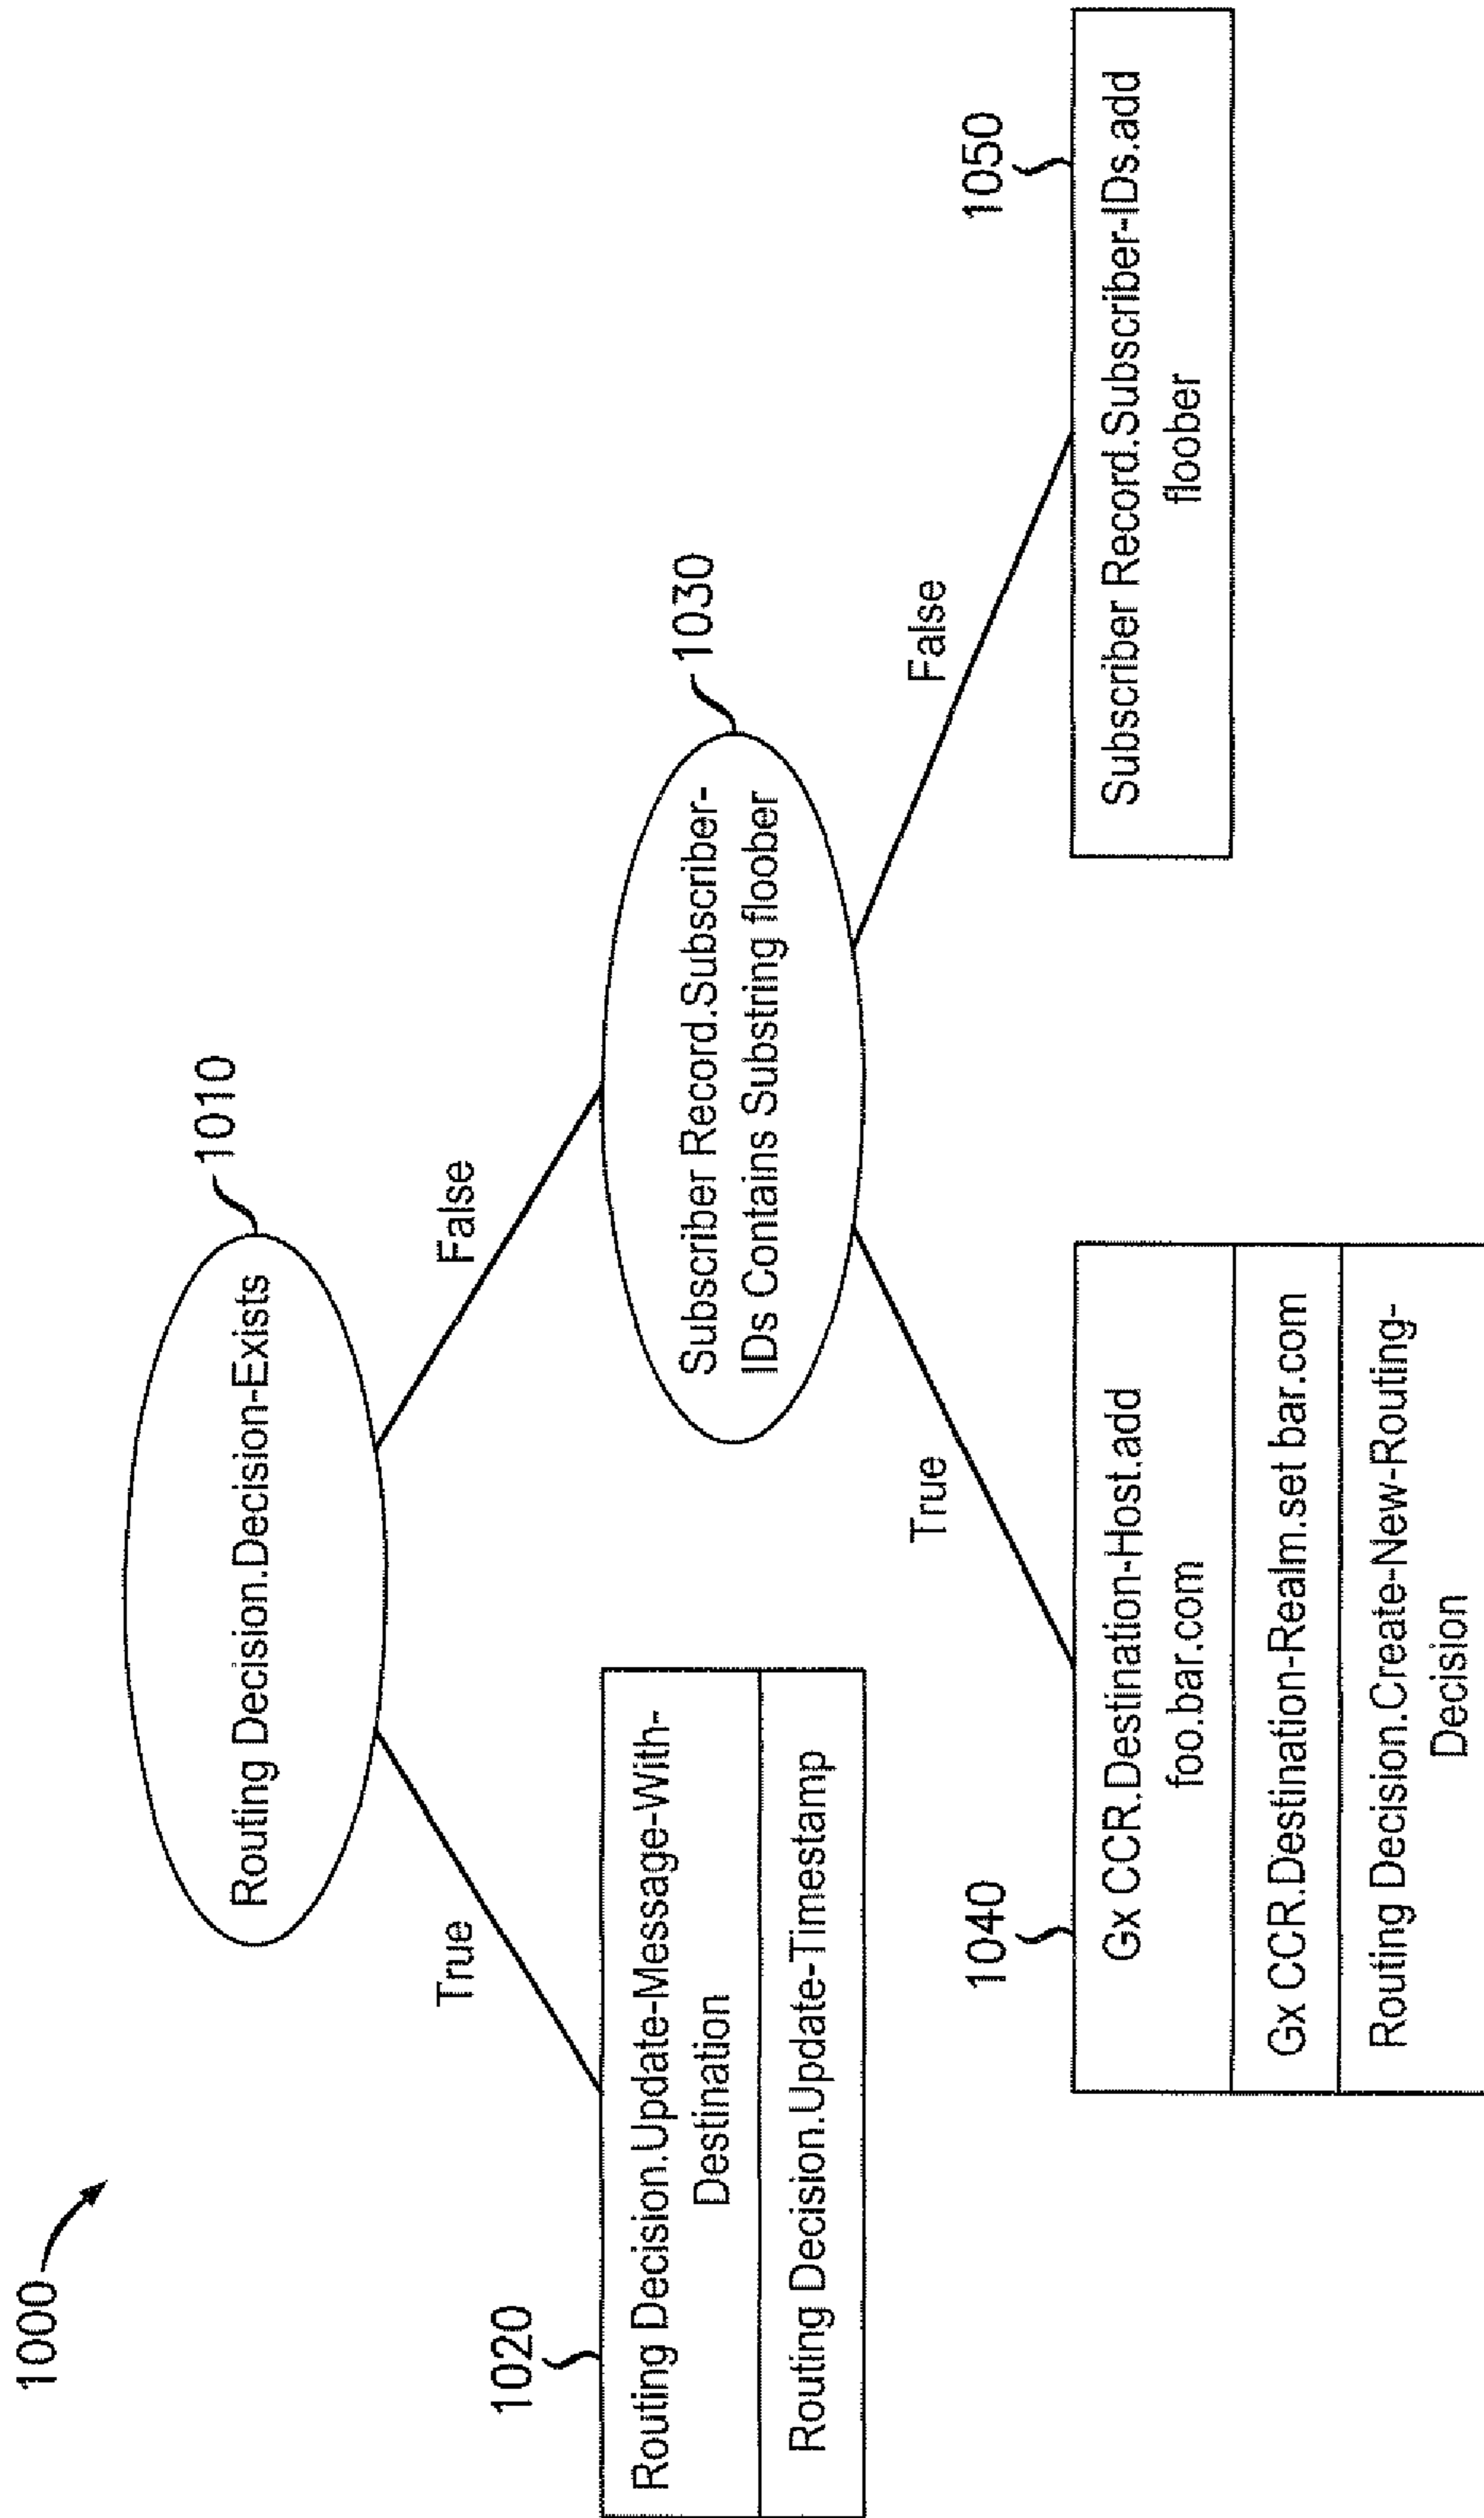 1000
1010
Routing Decision.Decision-Exists
True
False
1020
Routing Decision.Update-Message-With-
Destination
Routing Decision.Update-Timestamp
1030
Subscriber Record.Subscriber-
IDs Contains Substring floober
True
False
1040
Gx CCR.Destination-Host.add
foo.bar.com
Gx CCR.Destination-Realm.set bar.com
Routing Decision.Create-New-Routing-
Decision
1050
Subscriber Record.Subscriber-IDs.add
floober